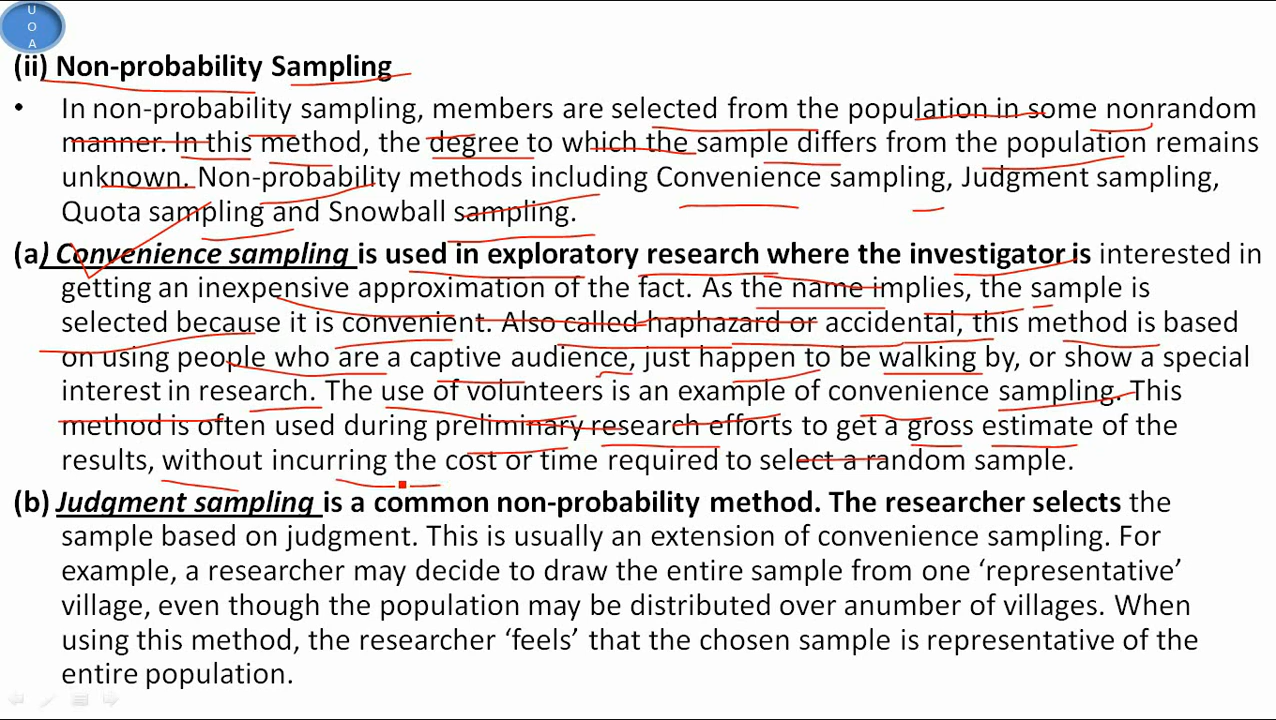 U
O
A
(ii) Non-probability Sampling
• In non-probability sampling, members are selected from the population in some nonrandom
manner. In this method, the degree to which the sample differs from the population remains
unknown. Non-probability methods including Convenience sampling, Judgment sampling,
Quota sampling and Snowball sampling.
(a) Convenience sampling is used in exploratory research where the investigator is interested in
getting an inexpensive approximation of the fact. As the name implies, the sample is
selected because it is convenient. Also called haphazard or accidental, this method is based
on using people who are a captive audience, just happen to be walking by, or show a special
interest in research. The use of volunteers is an example of convenience sampling. This
method is often used during preliminary research efforts to get a gross estimate of the
results, without incurring the cost or time required to select a random sample.
(b) Judgment sampling is a common non-probability method. The researcher selects the
sample based on judgment. This is usually an extension of convenience sampling. For
example, a researcher may decide to draw the entire sample from one ‘representative’
village, even though the population may be distributed over anumber of villages. When
using this method, the researcher ‘feels’ that the chosen sample is representative of the
entire population.